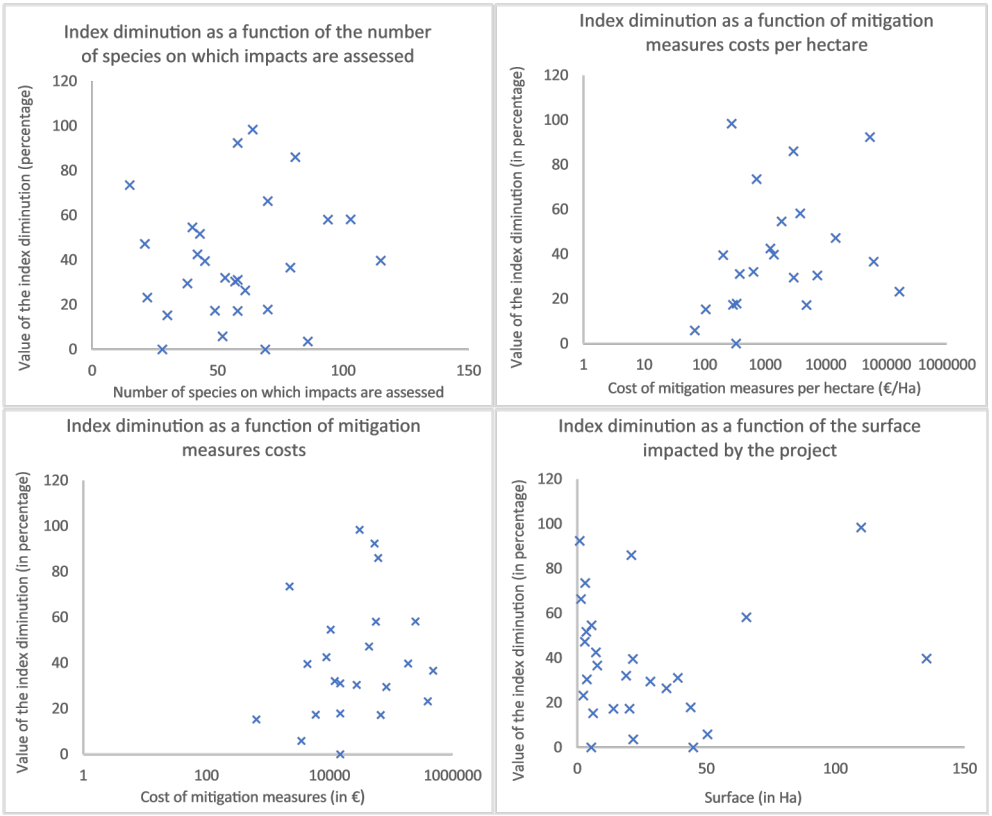 Index diminution as a function of the number
of species on which impacts are assessed
Value of the index diminution (percentage)
120
100
80
60
40
20
0
0 50 100 150
Number of species on which impacts are assessed
Index diminution as a function of mitigation
measures costs per hectare
Value of the index diminution (in percentage)
120
100
80
60
40
20
0
1 10 100 1000 10000 100000 1000000
Cost of mitigation measures per hectare (€/Ha)
Index diminution as a function of mitigation
measures costs
Value of the index diminution (in percentage)
120
100
80
60
40
20
0
1 100 10000 1000000
Cost of mitigation measures (in €)
Index diminution as a function of the surface
impacted by the project
Value of the index diminution (in percentage)
120
100
80
60
40
20
0
0 50 100 150
Surface (in Ha)